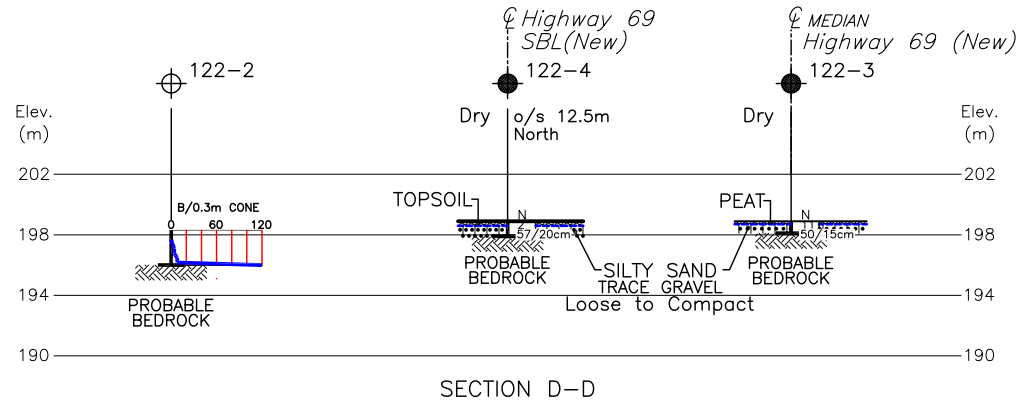 ℄ Highway 69
SBL(New)
℄ MEDIAN
Highway 69 (New)
122-2
122-4
122-3
Elev.
(m)
Dry
o/s 12.5m
North
Dry
Elev.
(m)
202
202
TOPSOIL
PEAT
B/0.3m CONE
0 60 120
N
N
198
57/20cm
50/15cm
198
PROBABLE
BEDROCK
SILTY SAND
TRACE GRAVEL
Loose to Compact
PROBABLE
BEDROCK
194
194
PROBABLE
BEDROCK
190
190
SECTION D-D